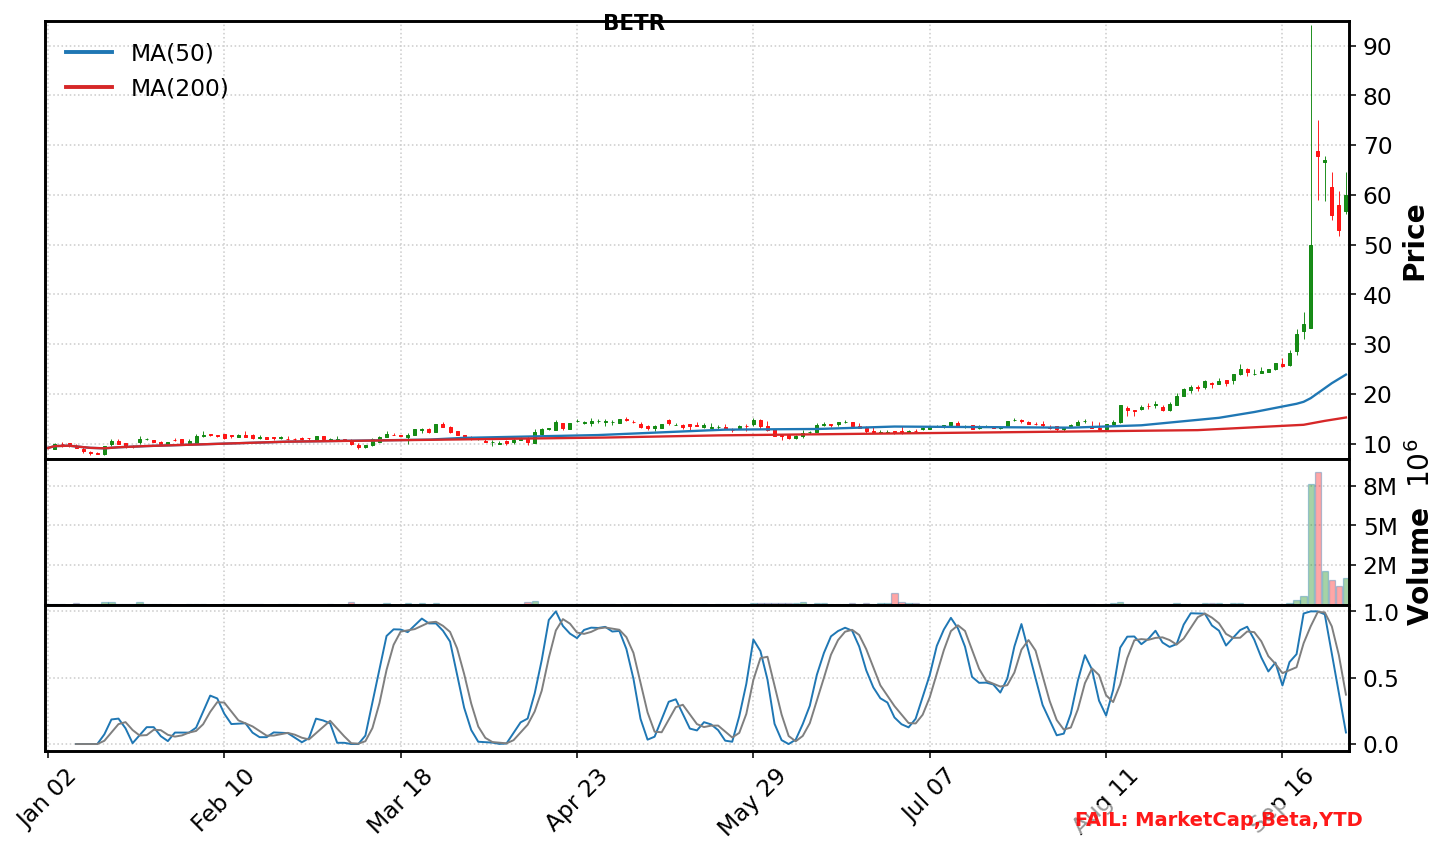 BETR
MA(50)
MA(200)
90
80
70
60
50
40
30
20
10
Price
10^6
8M
5M
2M
Volume
1.0
0.5
0.0
Jan 02
Feb 10
Mar 18
Apr 23
May 29
Jul 07
Aug 11
Sep 16
FAIL: MarketCap,Beta,YTD